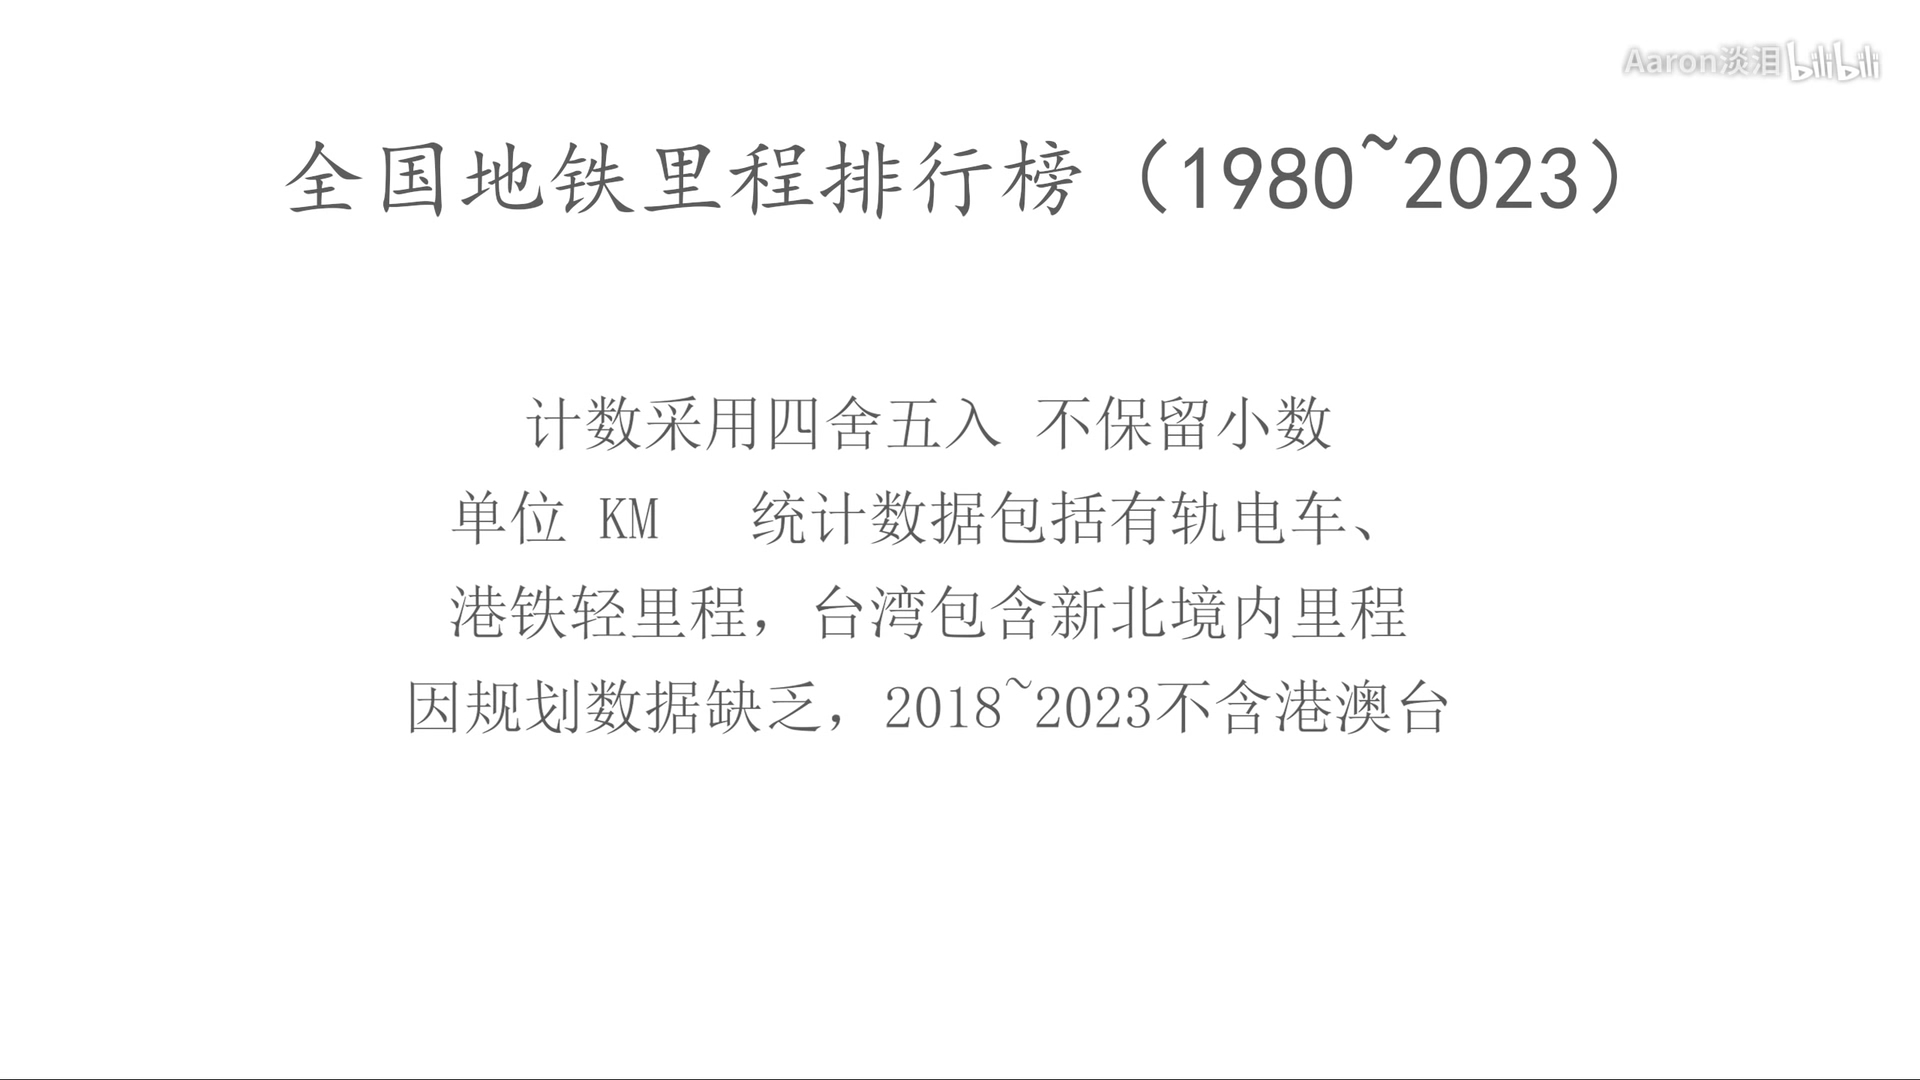 Aaron淡泪 bilibili
全国地铁里程排行榜（1980~2023）
计数采用四舍五入 不保留小数
单位 KM 统计数据包括有轨电车、
港铁轻里程，台湾包含新北境内里程
因规划数据缺乏，2018~2023不含港澳台